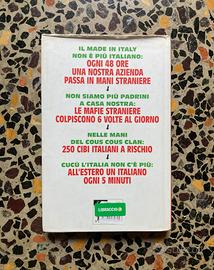 IL MADE IN ITALY
NON È PIÙ ITALIANO:
OGNI 48 ORE
UNA NOSTRA AZIENDA
PASSA IN MANI STRANIERE
NON SIAMO PIÙ PADRINI
A CASA NOSTRA:
LE MAFIE STRANIERE
COLPISCONO 6 VOLTE AL GIORNO
NELLE MANI
DEL COUS COUS CLAN:
250 CIBI ITALIANI A RISCHIO
CUCÙ L'ITALIA NON C'È PIÙ:
ALL'ESTERO UN ITALIANO
OGNI 5 MINUTI
LIBRACCIO